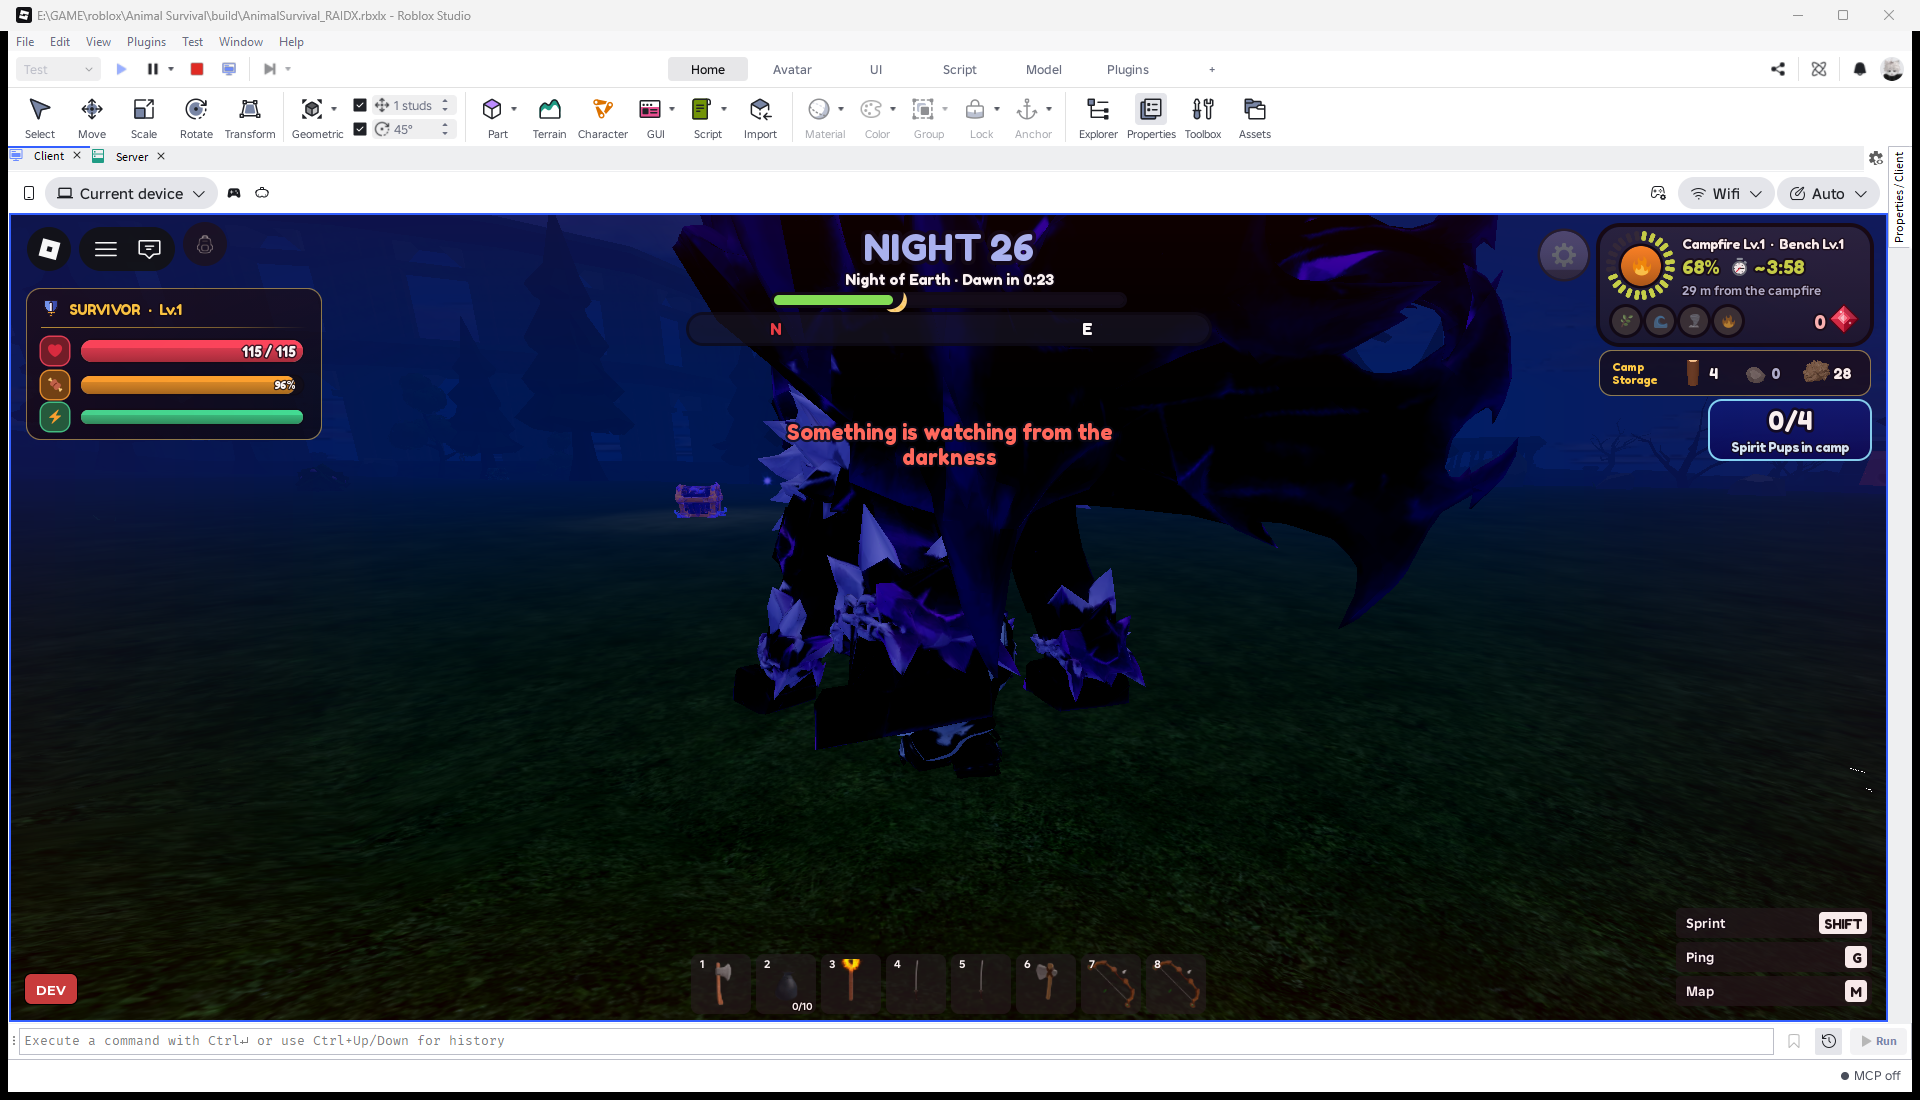 E:\GAME\roblox\Animal Survival\build\AnimalSurvival_RAIDX.rbxlx - Roblox Studio
File Edit View Plugins Test Window Help
Test
Home Avatar UI Script Model Plugins +
1 studs
45°
Select Move Scale Rotate Transform Geometric Part Terrain Character GUI Script Import Material Color Group Lock Anchor Explorer Properties Toolbox Assets
Client Server
Properties / Client
Current device
Wifi
Auto
NIGHT 26
Night of Earth · Dawn in 0:23
N E
SURVIVOR · Lv.1
115 / 115
96%
Campfire Lv.1 · Bench Lv.1
68% ~3:58
29 m from the campfire
0
Camp Storage
4 0 28
0/4
Spirit Pups in camp
Something is watching from the
darkness
Sprint SHIFT
Ping G
Map M
DEV
1 2 3 4 5 6 7 8
0/10
Execute a command with Ctrl↵ or use Ctrl+Up/Down for history
Run
MCP off